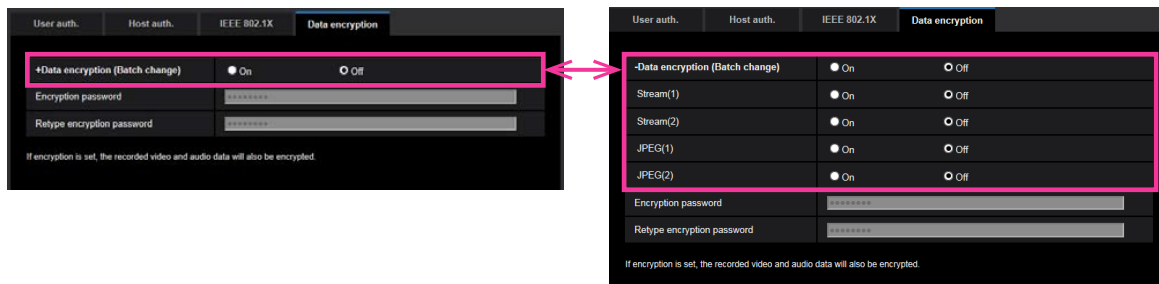 User auth. Host auth. IEEE 802.1X Data encryption
+Data encryption (Batch change) On Off
Encryption password ••••••••
Retype encryption password ••••••••
If encryption is set, the recorded video and audio data will also be encrypted.
User auth. Host auth. IEEE 802.1X Data encryption
-Data encryption (Batch change) On Off
Stream(1) On Off
Stream(2) On Off
JPEG(1) On Off
JPEG(2) On Off
Encryption password ••••••••
Retype encryption password ••••••••
If encryption is set, the recorded video and audio data will also be encrypted.